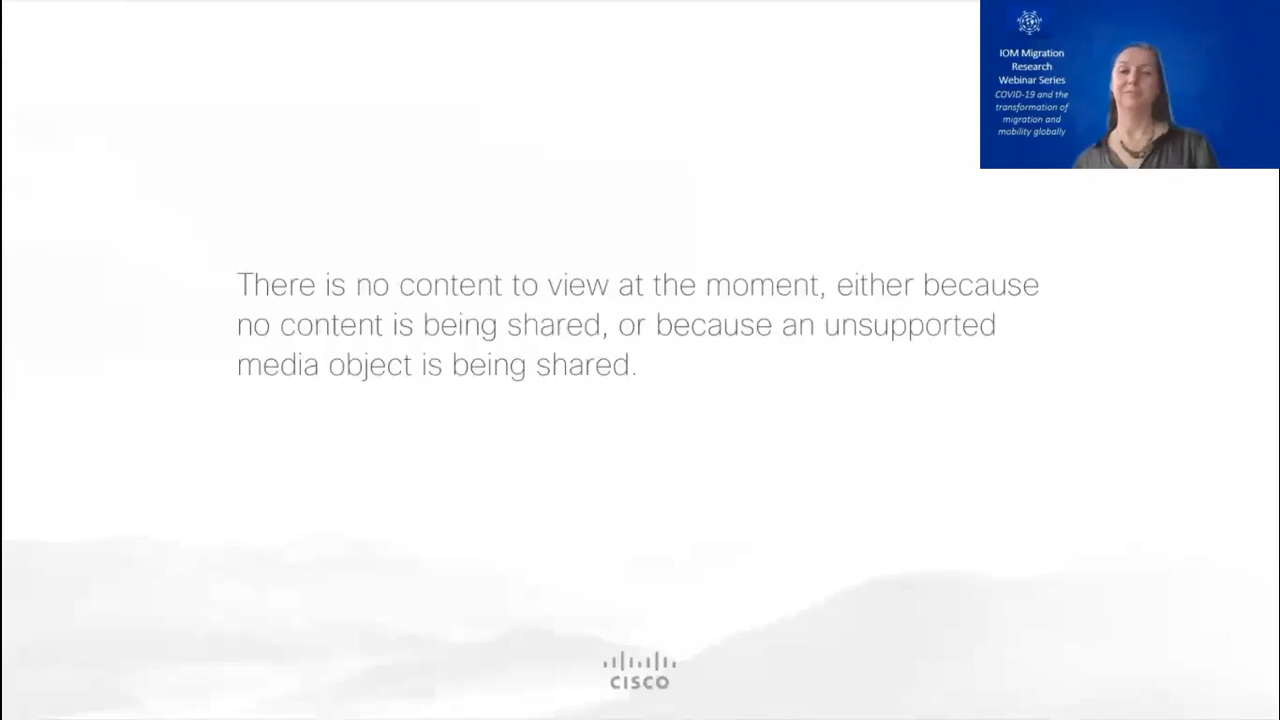 IOM Migration
Research
Webinar Series
COVID-19 and the
transformation of
migration and
mobility globally
There is no content to view at the moment, either because
no content is being shared, or because an unsupported
media object is being shared.
CISCO